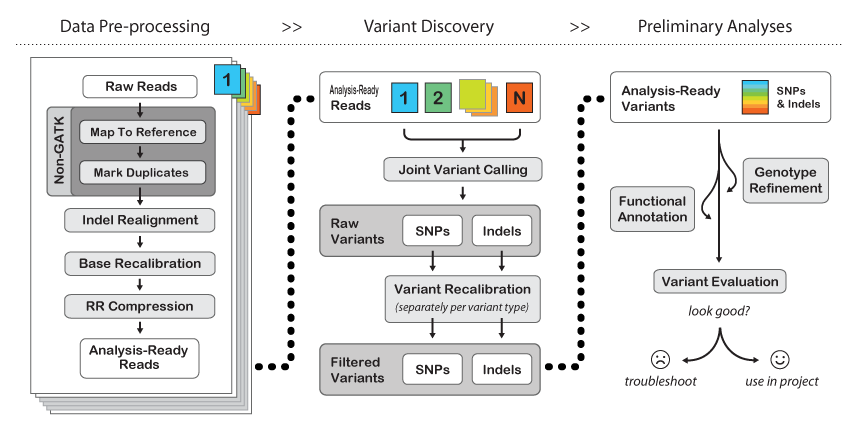 Data Pre-processing >> Variant Discovery >> Preliminary Analyses
1
Raw Reads
Non-GATK
Map To Reference
Mark Duplicates
Indel Realignment
Base Recalibration
RR Compression
Analysis-Ready
Reads
Analysis-Ready
Reads
1 2 N
Joint Variant Calling
Raw
Variants
SNPs Indels
Variant Recalibration
(separately per variant type)
Filtered
Variants
SNPs Indels
Analysis-Ready
Variants
SNPs
& Indels
Genotype
Refinement
Functional
Annotation
Variant Evaluation
look good?
troubleshoot use in project